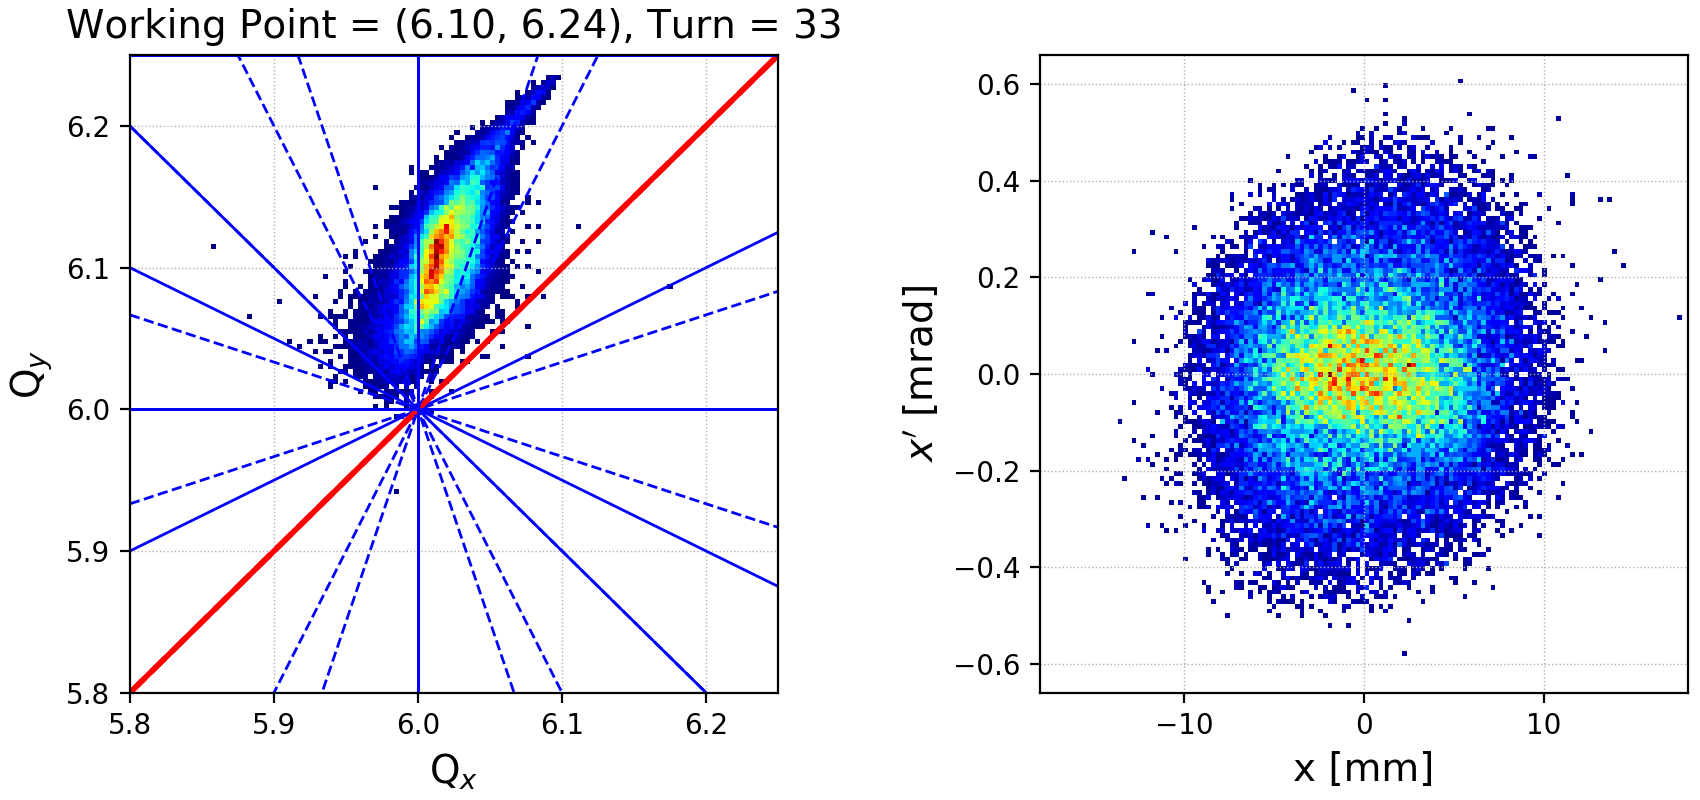 Working Point = (6.10, 6.24), Turn = 33
6.2
6.1
6.0
5.9
5.8
Q_y
5.8 5.9 6.0 6.1 6.2
Q_x
0.6
0.4
0.2
0.0
−0.2
−0.4
−0.6
x′ [mrad]
−10 0 10
x [mm]